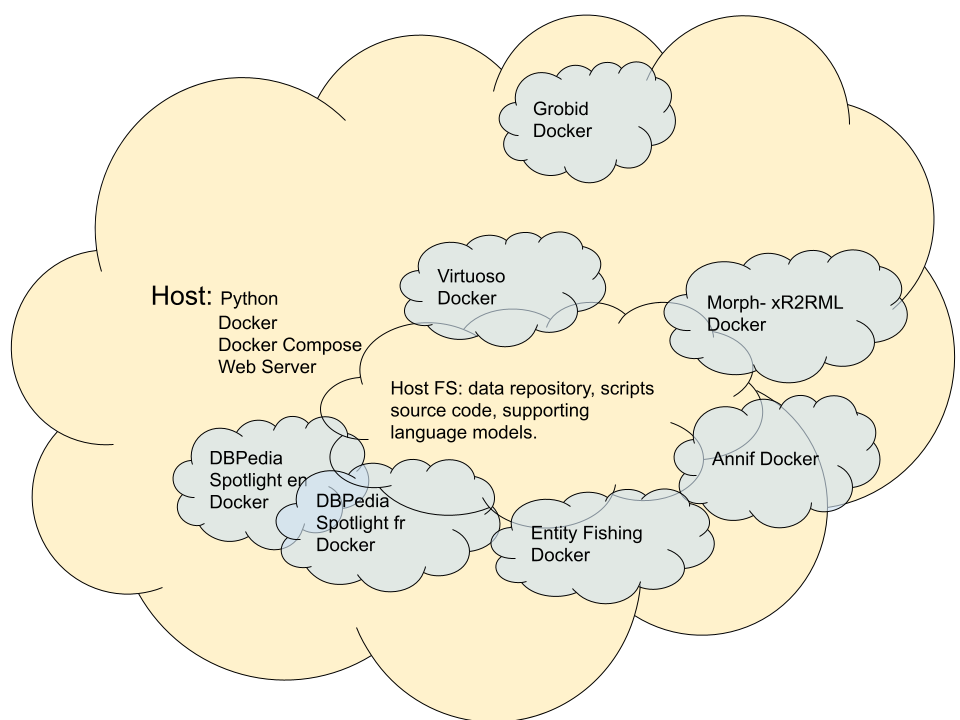 Grobid
Docker
Virtuoso
Docker
Host: Python
Docker
Docker Compose
Web Server
Morph- xR2RML
Docker
Host FS: data repository, scripts
source code, supporting
language models.
DBPedia
Spotlight en
Docker
DBPedia
Spotlight fr
Docker
Annif Docker
Entity Fishing
Docker